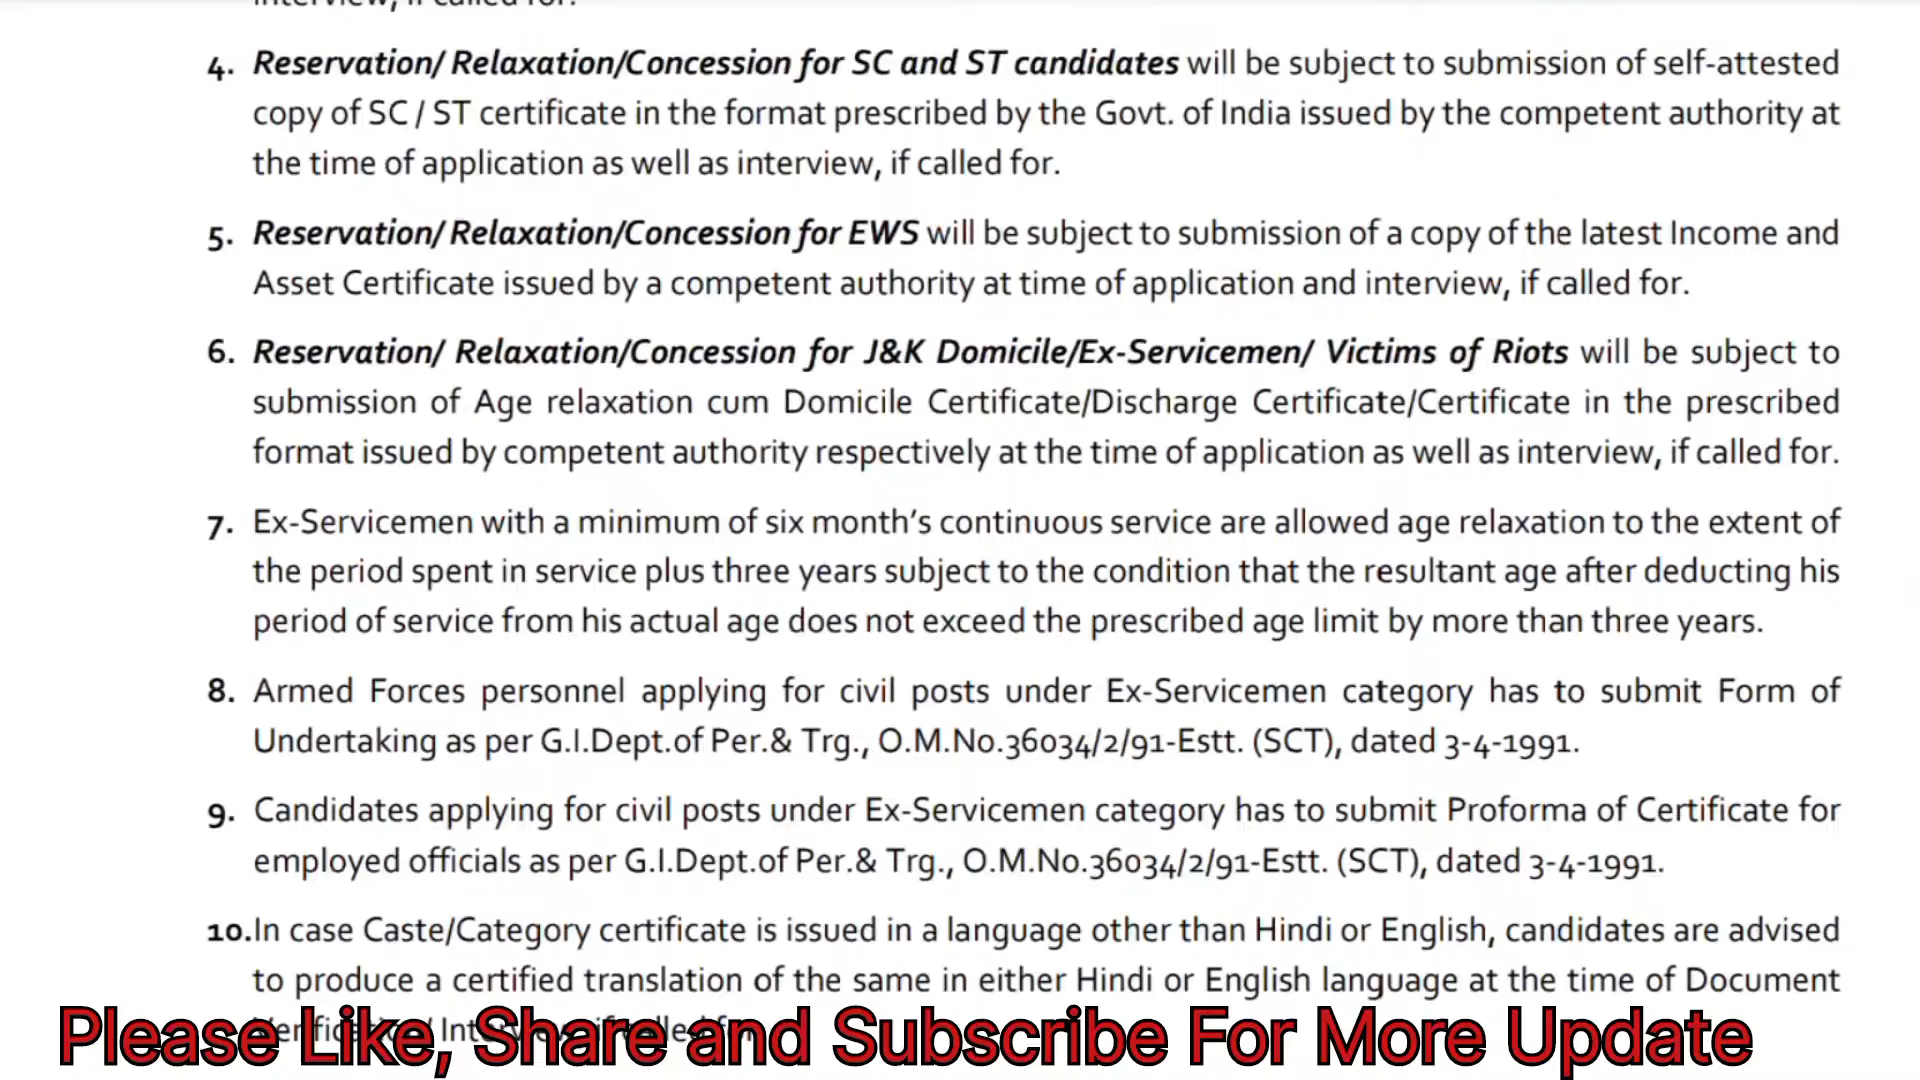 4. Reservation/ Relaxation/Concession for SC and ST candidates will be subject to submission of self-attested
copy of SC / ST certificate in the format prescribed by the Govt. of India issued by the competent authority at
the time of application as well as interview, if called for.
5. Reservation/ Relaxation/Concession for EWS will be subject to submission of a copy of the latest Income and
Asset Certificate issued by a competent authority at time of application and interview, if called for.
6. Reservation/ Relaxation/Concession for J&K Domicile/Ex-Servicemen/ Victims of Riots will be subject to
submission of Age relaxation cum Domicile Certificate/Discharge Certificate/Certificate in the prescribed
format issued by competent authority respectively at the time of application as well as interview, if called for.
7. Ex-Servicemen with a minimum of six month’s continuous service are allowed age relaxation to the extent of
the period spent in service plus three years subject to the condition that the resultant age after deducting his
period of service from his actual age does not exceed the prescribed age limit by more than three years.
8. Armed Forces personnel applying for civil posts under Ex-Servicemen category has to submit Form of
Undertaking as per G.I.Dept.of Per.& Trg., O.M.No.36034/2/91-Estt. (SCT), dated 3-4-1991.
9. Candidates applying for civil posts under Ex-Servicemen category has to submit Proforma of Certificate for
employed officials as per G.I.Dept.of Per.& Trg., O.M.No.36034/2/91-Estt. (SCT), dated 3-4-1991.
10.In case Caste/Category certificate is issued in a language other than Hindi or English, candidates are advised
to produce a certified translation of the same in either Hindi or English language at the time of Document
Please Like, Share and Subscribe For More Update